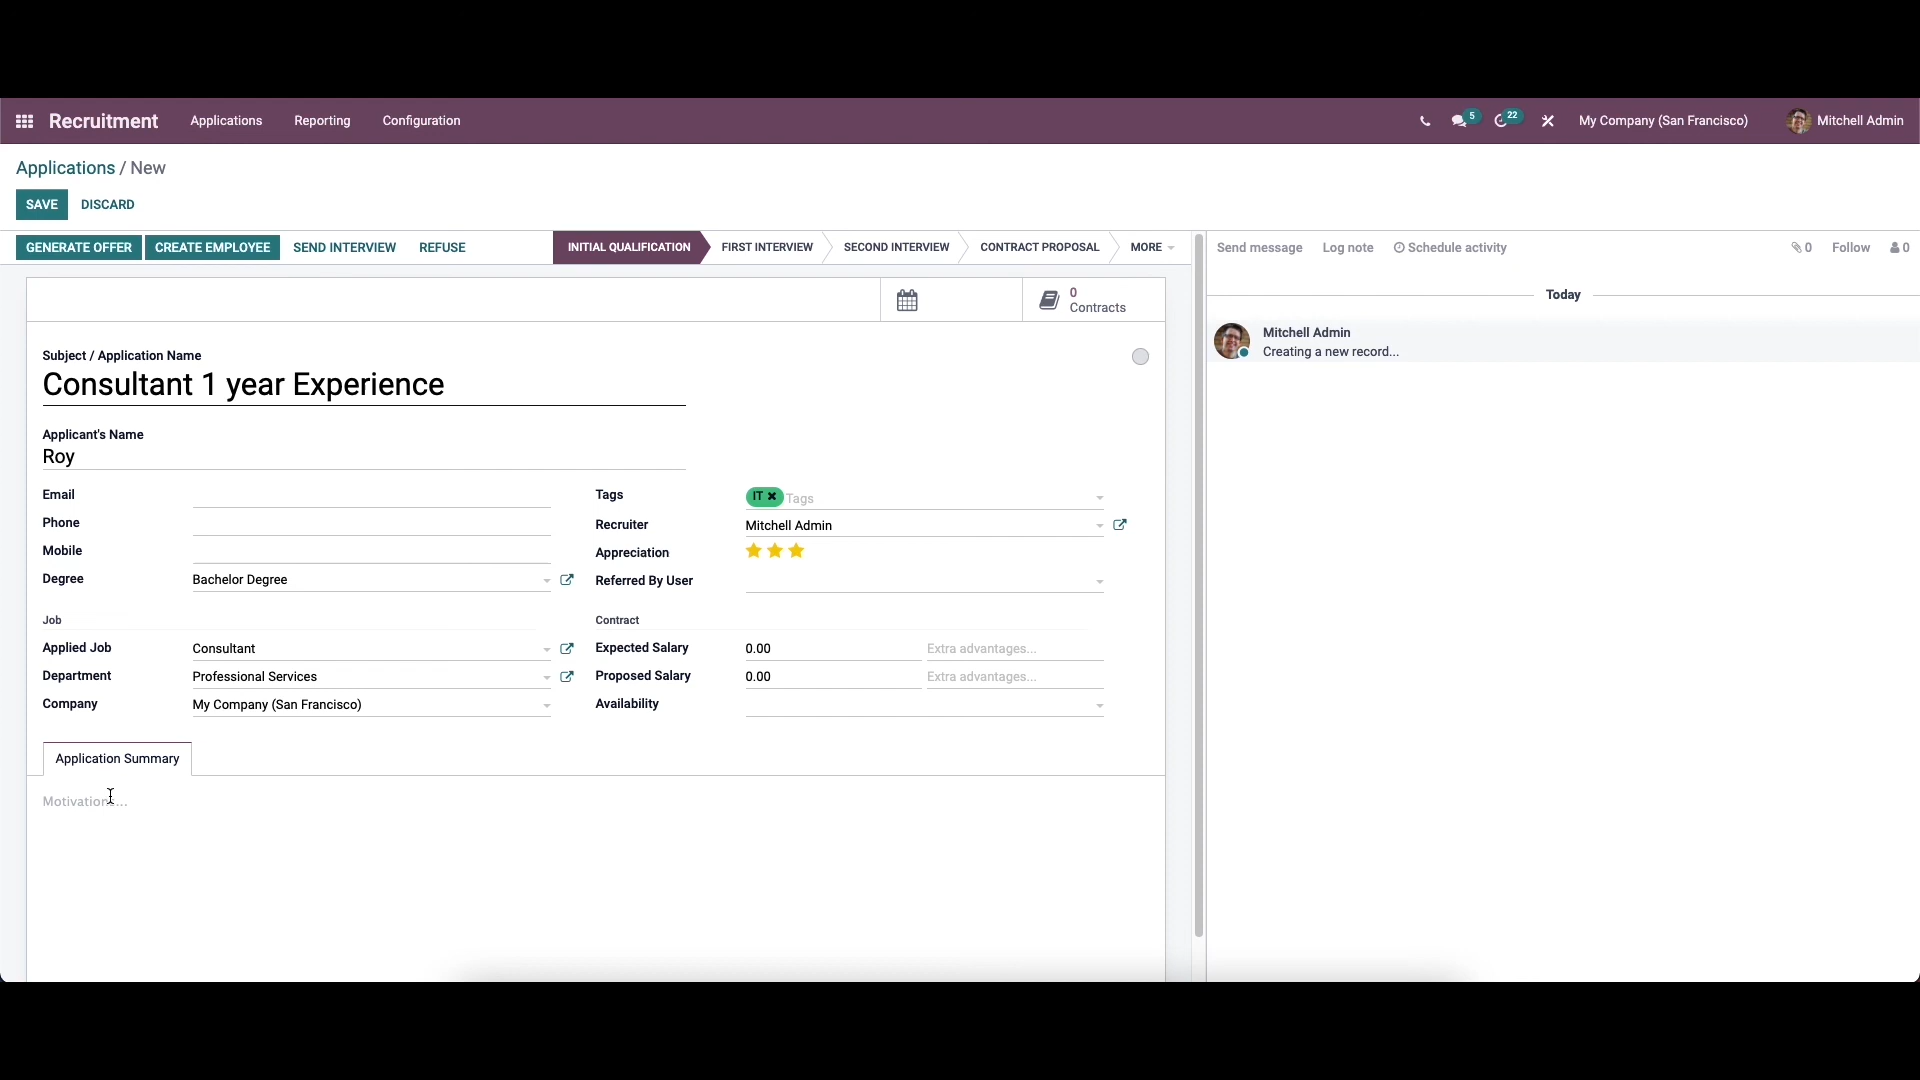 Recruitment Applications Reporting Configuration 5 22 My Company (San Francisco) Mitchell Admin
Applications / New
SAVE DISCARD
GENERATE OFFER CREATE EMPLOYEE SEND INTERVIEW REFUSE INITIAL QUALIFICATION FIRST INTERVIEW SECOND INTERVIEW CONTRACT PROPOSAL MORE Send message Log note Schedule activity 0 Follow 0
0
Contracts
Today
Mitchell Admin
Creating a new record...
Subject / Application Name
Consultant 1 year Experience
Applicant's Name
Roy
Email
Phone
Mobile
Degree Bachelor Degree
Tags IT Tags
Recruiter Mitchell Admin
Appreciation
Referred By User
Job
Applied Job Consultant
Department Professional Services
Company My Company (San Francisco)
Contract
Expected Salary 0.00 Extra advantages...
Proposed Salary 0.00 Extra advantages...
Availability
Application Summary